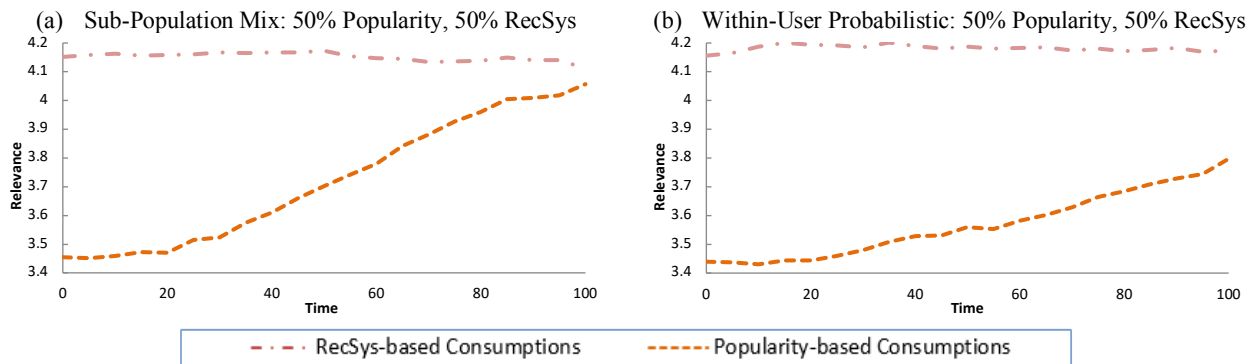 (a) Sub-Population Mix: 50% Popularity, 50% RecSys
4.2
4.1
4
3.9
3.8
3.7
3.6
3.5
3.4
Relevance
0 20 40 60 80 100
Time
(b) Within-User Probabilistic: 50% Popularity, 50% RecSys
4.2
4.1
4
3.9
3.8
3.7
3.6
3.5
3.4
Relevance
0 20 40 60 80 100
Time
RecSys-based Consumptions Popularity-based Consumptions